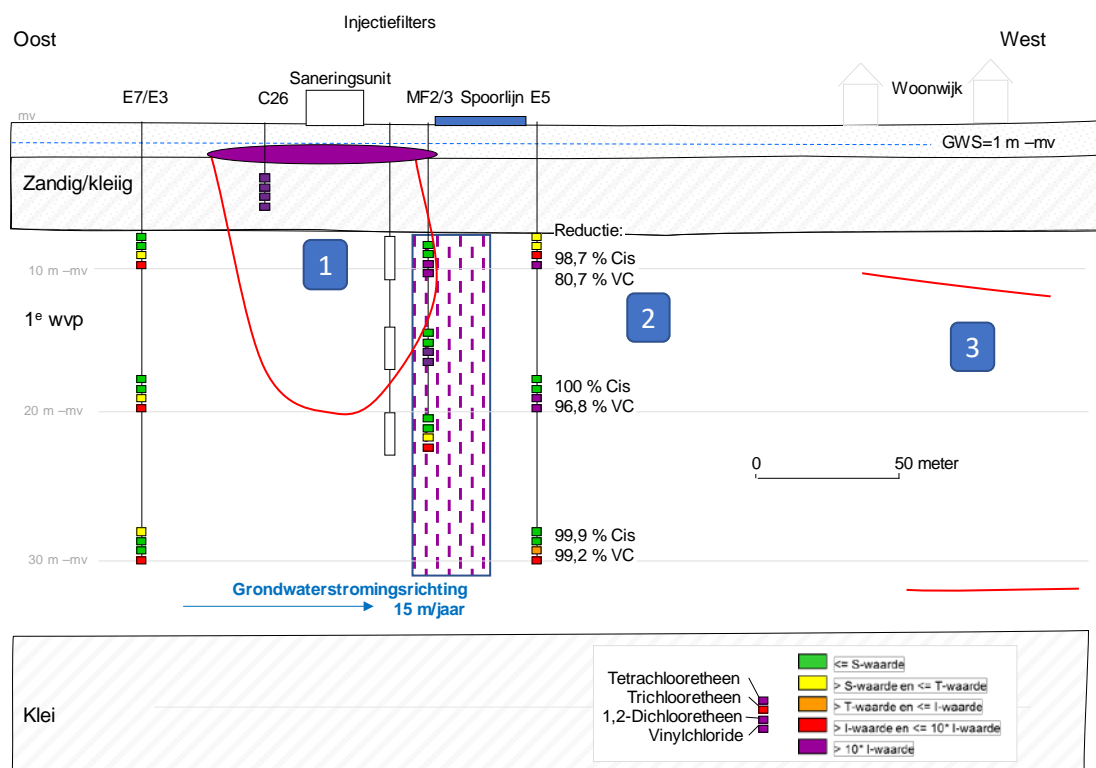 Injectiefilters
Oost
West
Saneringsunit
Woonwijk
E7/E3
C26
MF2/3
Spoorlijn
E5
mv
GWS=1 m –mv
Zandig/kleiig
Reductie:
98,7 % Cis
80,7 % VC
1
10 m –mv
2
1e wvp
3
100 % Cis
96,8 % VC
20 m –mv
0
50 meter
99,9 % Cis
99,2 % VC
30 m –mv
Grondwaterstromingsrichting
15 m/jaar
Klei
Tetrachlooretheen
Trichlooretheen
1,2-Dichlooretheen
Vinylchloride
<= S-waarde
> S-waarde en <= T-waarde
> T-waarde en <= I-waarde
> I-waarde en <= 10* I-waarde
> 10* I-waarde